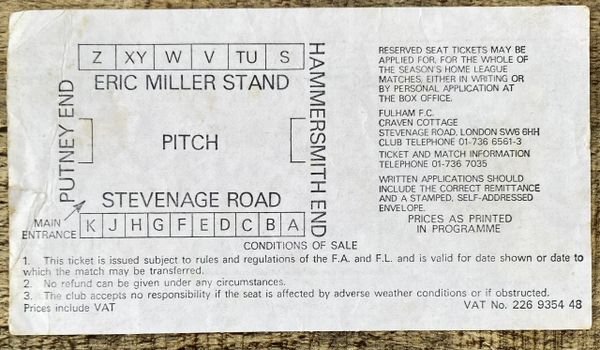 Z XY W V TU S
ERIC MILLER STAND
PUTNEY END
PITCH
HAMMERSMITH END
STEVENAGE ROAD
MAIN
ENTRANCE
K J H G F E D C B A
RESERVED SEAT TICKETS MAY BE
APPLIED FOR, FOR THE WHOLE OF
THE SEASON'S HOME LEAGUE
MATCHES, EITHER IN WRITING OR
BY PERSONAL APPLICATION AT
THE BOX OFFICE.
FULHAM F.C.
CRAVEN COTTAGE
STEVENAGE ROAD, LONDON SW6 6HH
CLUB TELEPHONE 01-736 6561-3
TICKET AND MATCH INFORMATION
TELEPHONE 01-736 7035
WRITTEN APPLICATIONS SHOULD
INCLUDE THE CORRECT REMITTANCE
AND A STAMPED, SELF-ADDRESSED
ENVELOPE.
PRICES AS PRINTED
IN PROGRAMME
CONDITIONS OF SALE
1. This ticket is issued subject to rules and regulations of the F.A. and F.L. and is valid for date shown or date to
which the match may be transferred.
2. No refund can be given under any circumstances.
3. The club accepts no responsibility if the seat is affected by adverse weather conditions or if obstructed.
Prices include VAT
VAT No. 226 9354 48